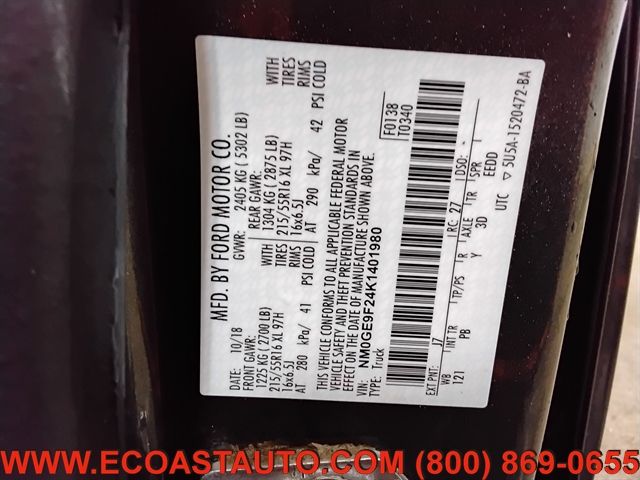 MFD. BY FORD MOTOR CO.
DATE: 10/18 GVWR: 2405 KG ( 5302 LB)
FRONT GAWR: REAR GAWR: WITH
1225 KG ( 2700 LB) 1304 KG ( 2875 LB) TIRES
215/55R16 XL 97H 215/55R16 XL 97H RIMS
16x6.5J 16x6.5J
AT 280 kPa/ 41 PSI COLD AT 290 kPa/ 42 PSI COLD
WITH
TIRES
RIMS
THIS VEHICLE CONFORMS TO ALL APPLICABLE FEDERAL MOTOR
VEHICLE SAFETY AND THEFT PREVENTION STANDARDS IN
EFFECT ON THE DATE OF MANUFACTURE SHOWN ABOVE.
VIN: NM0GE9F24K1401980
TYPE: Truck
F0138
T0340
EXT PNT: J7 RC: 27 DSO:
WB INT TR TP/PS R AXLE TR SPR
121 PB Y 3D EEDD
UTC 5U5A-1520472-BA
WWW.ECOASTAUTO.COM (800) 869-0655